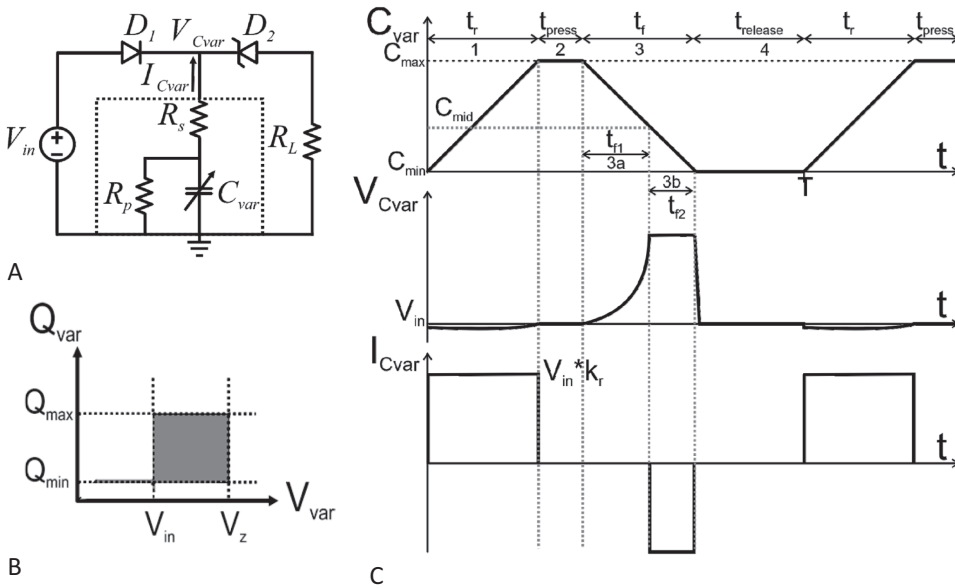 A
D1
VCvar
D2
ICvar
Vin
Rs
RL
Rp
Cvar
B
Qvar
Qmax
Qmin
Vin
Vz
Vvar
C
Cvar
tr
tpress
tf
trelease
tr
tpress
1
2
3
4
Cmax
Cmid
Cmin
tf1
3a
3b
tf2
T
t
VCvar
Vin
t
ICvar
Vin*kr
t